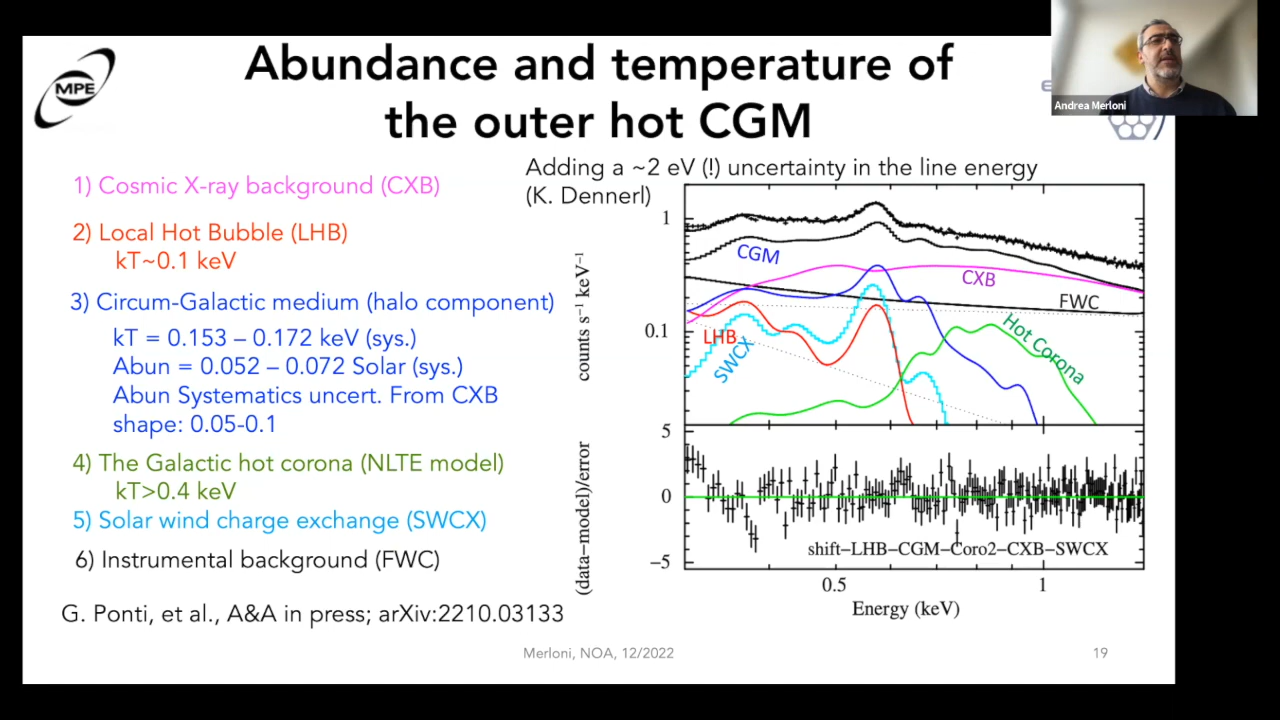 MPE
Abundance and temperature of
the outer hot CGM
Andrea Merloni
1) Cosmic X-ray background (CXB)
2) Local Hot Bubble (LHB)
kT~0.1 keV
3) Circum-Galactic medium (halo component)
kT = 0.153 – 0.172 keV (sys.)
Abun = 0.052 – 0.072 Solar (sys.)
Abun Systematics uncert. From CXB
shape: 0.05-0.1
4) The Galactic hot corona (NLTE model)
kT>0.4 keV
5) Solar wind charge exchange (SWCX)
6) Instrumental background (FWC)
G. Ponti, et al., A&A in press; arXiv:2210.03133
Adding a ~2 eV (!) uncertainty in the line energy
(K. Dennerl)
counts s⁻¹ keV⁻¹
1
0.1
CGM
CXB
FWC
LHB
SWCX
Hot Corona
(data−model)/error
5
0
−5
shift−LHB−CGM−Coro2−CXB−SWCX
0.5
1
Energy (keV)
Merloni, NOA, 12/2022
19